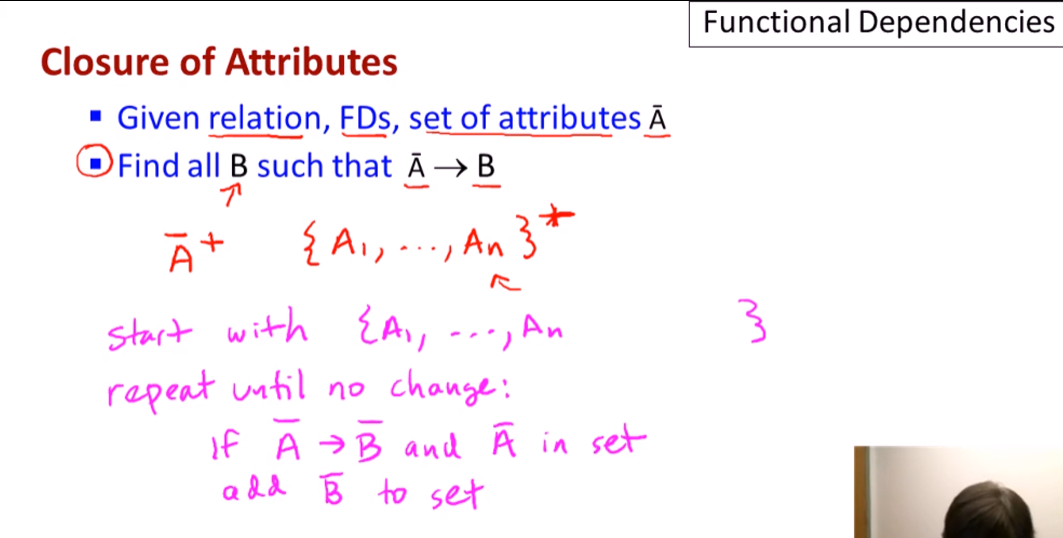 Functional Dependencies
Closure of Attributes
▪ Given relation, FDs, set of attributes Ā
▪ Find all B such that Ā → B
Ā+ {A1, ..., An}+
start with {A1, ..., An }
repeat until no change:
If Ā → B̄ and Ā in set
add B̄ to set